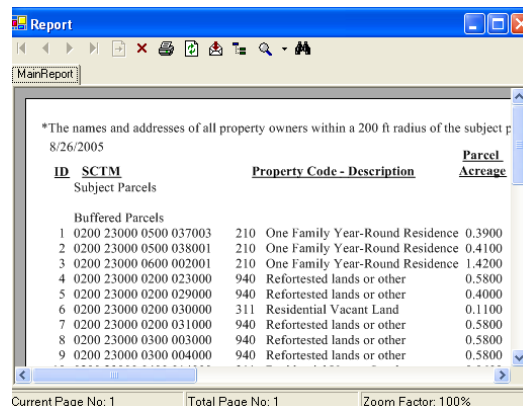 Report
MainReport
*The names and addresses of all property owners within a 200 ft radius of the subject p
8/26/2005
Parcel
ID SCTM Property Code - Description Acreage
Subject Parcels
Buffered Parcels
1 0200 23000 0500 037003 210 One Family Year-Round Residence 0.3900
2 0200 23000 0500 038001 210 One Family Year-Round Residence 0.4100
3 0200 23000 0600 002001 210 One Family Year-Round Residence 1.4200
4 0200 23000 0200 023000 940 Refortested lands or other 0.5800
5 0200 23000 0200 029000 940 Refortested lands or other 0.4000
6 0200 23000 0200 030000 311 Residential Vacant Land 0.1100
7 0200 23000 0200 031000 940 Refortested lands or other 0.5800
8 0200 23000 0300 003000 940 Refortested lands or other 0.5800
9 0200 23000 0300 004000 940 Refortested lands or other 0.5800
Current Page No: 1 Total Page No: 1 Zoom Factor: 100%